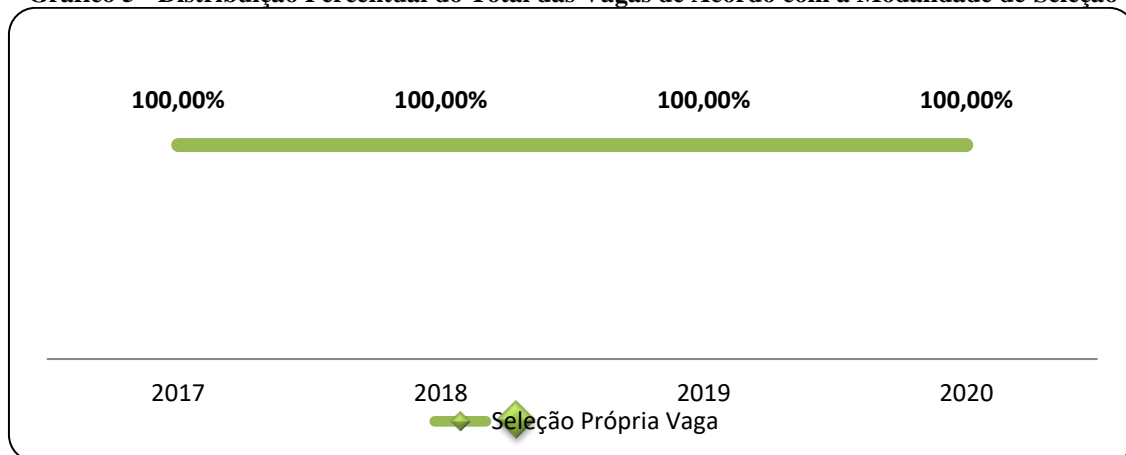 Gráfico 3 - Distribuição Percentual do Total das Vagas de Acordo com a Modalidade de Seleção
100,00% 100,00% 100,00% 100,00%
2017 2018 2019 2020
Seleção Própria Vaga